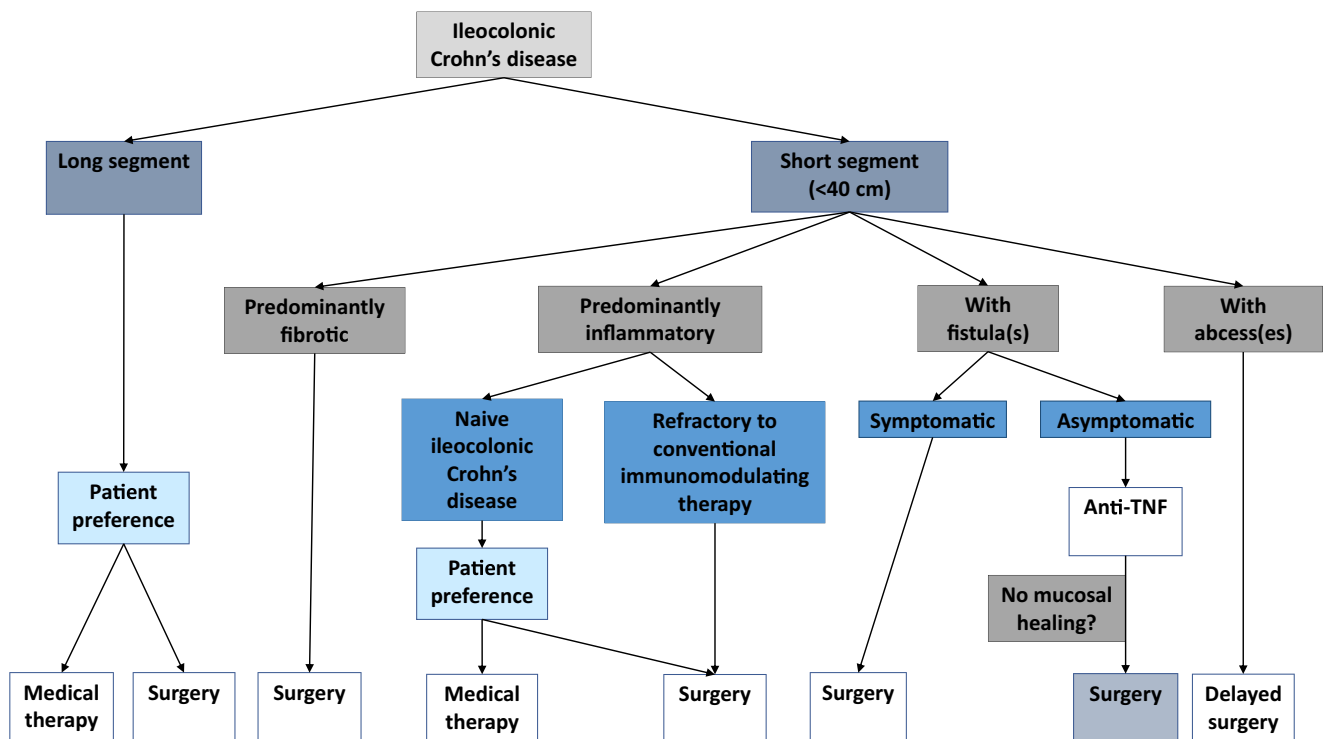 Ileocolonic
Crohn’s disease
Long segment
Short segment
(<40 cm)
Predominantly
fibrotic
Predominantly
inflammatory
With
fistula(s)
With
abcess(es)
Naive
ileocolonic
Crohn’s
disease
Refractory to
conventional
immunomodulating
therapy
Symptomatic
Asymptomatic
Patient
preference
Anti-TNF
Patient
preference
No mucosal
healing?
Medical
therapy
Surgery
Surgery
Medical
therapy
Surgery
Surgery
Surgery
Delayed
surgery